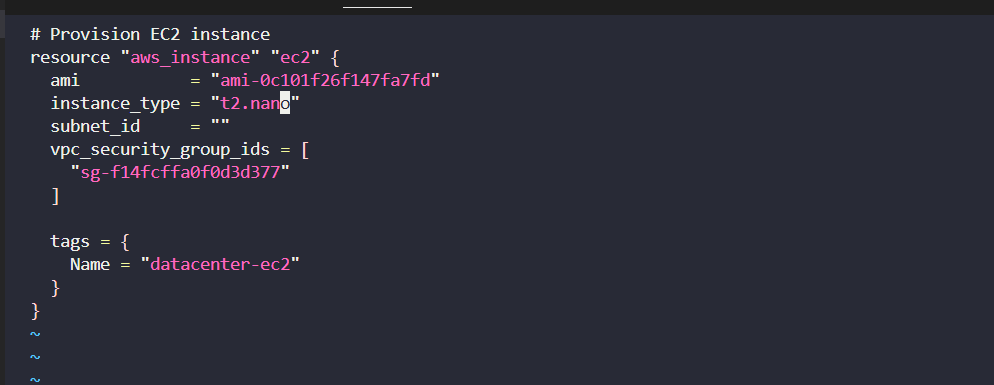 # Provision EC2 instance
resource "aws_instance" "ec2" {
  ami           = "ami-0c101f26f147fa7fd"
  instance_type = "t2.nano"
  subnet_id     = ""
  vpc_security_group_ids = [
    "sg-f14fcffa0f0d3d377"
  ]

  tags = {
    Name = "datacenter-ec2"
  }
}
~
~
~